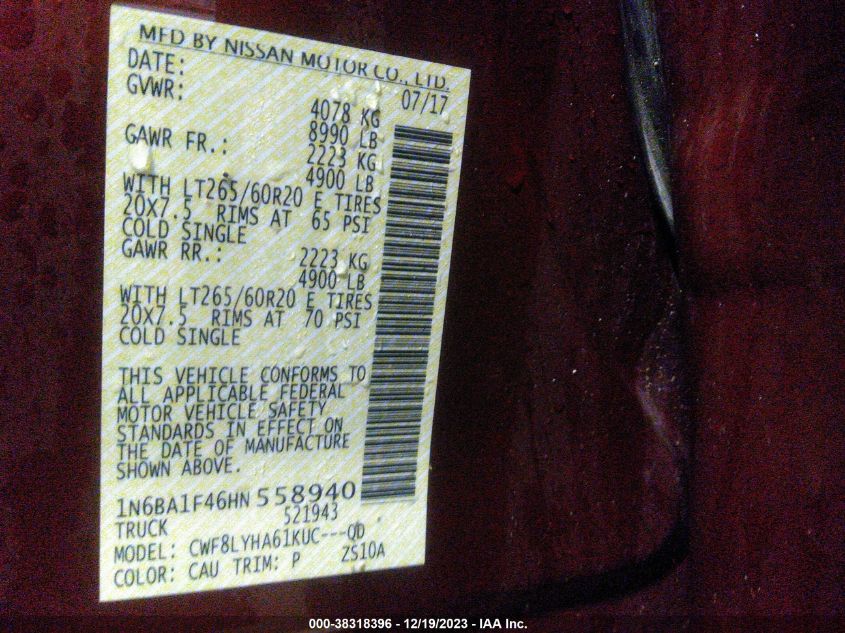 MFD BY NISSAN MOTOR CO., LTD.
DATE: 07/17
GVWR: 4078 KG
8990 LB
GAWR FR.: 2223 KG
4900 LB
WITH LT265/60R20 E TIRES
20X7.5 RIMS AT 65 PSI
COLD SINGLE
GAWR RR.: 2223 KG
4900 LB
WITH LT265/60R20 E TIRES
20X7.5 RIMS AT 70 PSI
COLD SINGLE
THIS VEHICLE CONFORMS TO
ALL APPLICABLE FEDERAL
MOTOR VEHICLE SAFETY
STANDARDS IN EFFECT ON
THE DATE OF MANUFACTURE
SHOWN ABOVE.
1N6BA1F46HN558940
TRUCK 521943
MODEL: CWF8LYHA61KUC---QD
COLOR: CAU TRIM: P ZS10A
000-38318396 - 12/19/2023 - IAA Inc.